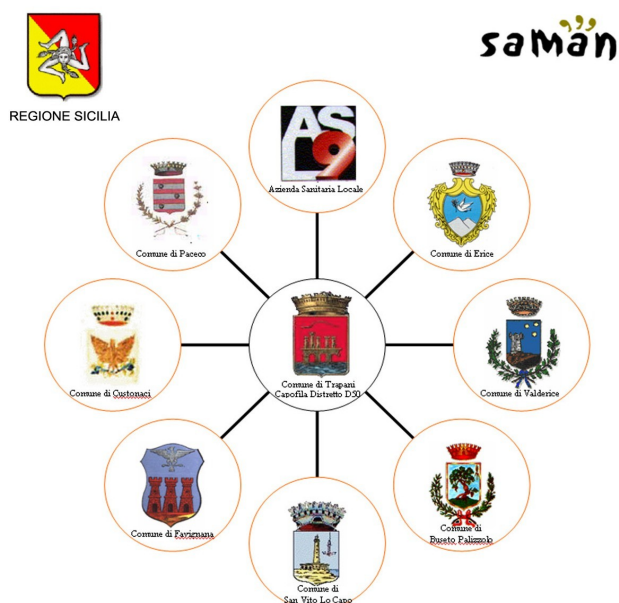 saman
REGIONE SICILIA
AS
L9
Azienda Sanitaria Locale
Comune di Paceco
Comune di Erice
Comune di Custonaci
Comune di Trapani
Capofila Distretto D50
Comune di Valderice
Comune di Favignana
Comune di
Buseto Palizzolo
Comune di
San Vito Lo Capo